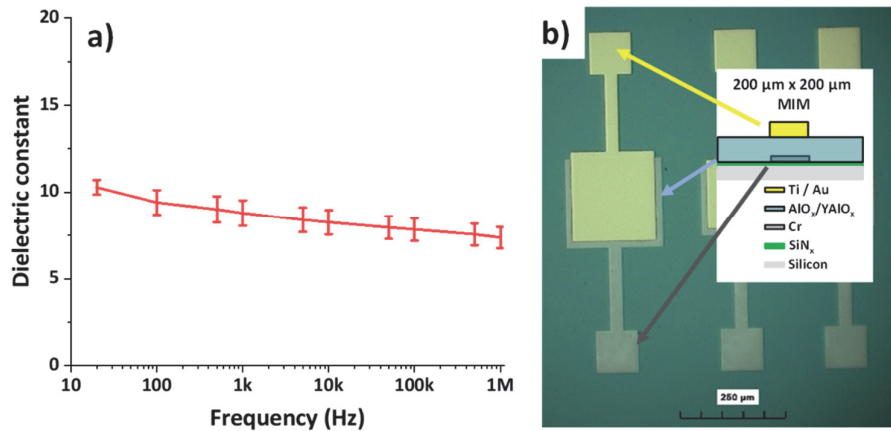 a)
20
15
10
5
0
Dielectric constant
10
100
1k
10k
100k
1M
Frequency (Hz)
b)
200 µm x 200 µm
MIM
Ti / Au
AlOₓ/YAlOₓ
Cr
SiNₓ
Silicon
250 µm